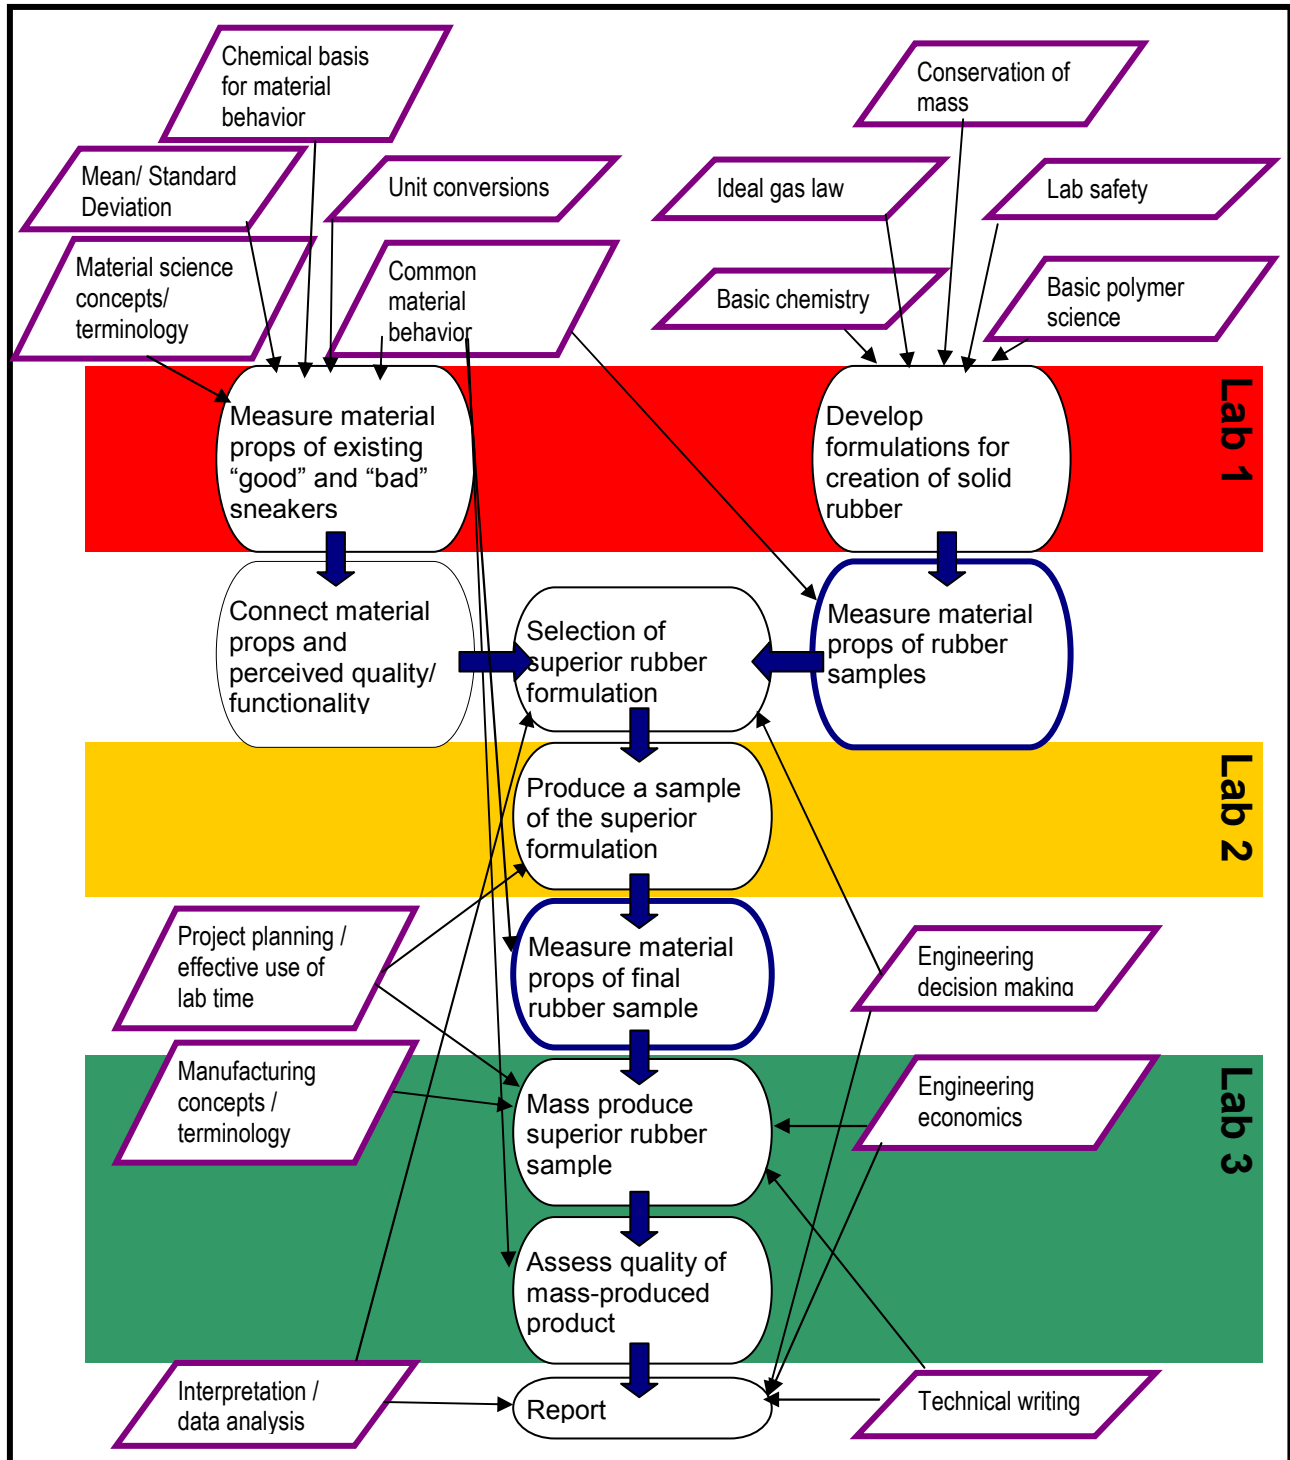 Chemical basis
for material
behavior
Conservation of
mass
Mean/ Standard
Deviation
Unit conversions
Ideal gas law
Lab safety
Material science
concepts/
terminology
Common
material
behavior
Basic chemistry
Basic polymer
science
Lab 1
Measure material
props of existing
“good” and “bad”
sneakers
Develop
formulations for
creation of solid
rubber
Connect material
props and
perceived quality/
functionality
Selection of
superior rubber
formulation
Measure material
props of rubber
samples
Lab 2
Produce a sample
of the superior
formulation
Project planning /
effective use of
lab time
Measure material
props of final
rubber sample
Engineering
decision making
Lab 3
Manufacturing
concepts /
terminology
Mass produce
superior rubber
sample
Engineering
economics
Assess quality of
mass-produced
product
Interpretation /
data analysis
Report
Technical writing